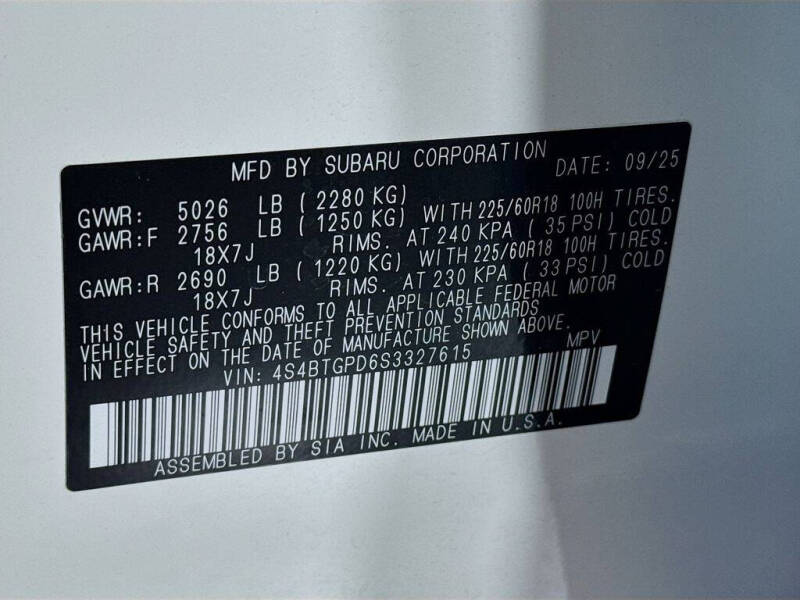 MFD BY SUBARU CORPORATION DATE: 09/25
GVWR: 5026 LB ( 2280 KG)
GAWR:F 2756 LB ( 1250 KG) WITH 225/60R18 100H TIRES.
18X7J RIMS. AT 240 KPA ( 35 PSI) COLD
GAWR:R 2690 LB ( 1220 KG) WITH 225/60R18 100H TIRES.
18X7J RIMS. AT 230 KPA ( 33 PSI) COLD
THIS VEHICLE CONFORMS TO ALL APPLICABLE FEDERAL MOTOR
VEHICLE SAFETY AND THEFT PREVENTION STANDARDS
IN EFFECT ON THE DATE OF MANUFACTURE SHOWN ABOVE.
VIN: 4S4BTGPD6S3327615 MPV
ASSEMBLED BY SIA INC. MADE IN U.S.A.